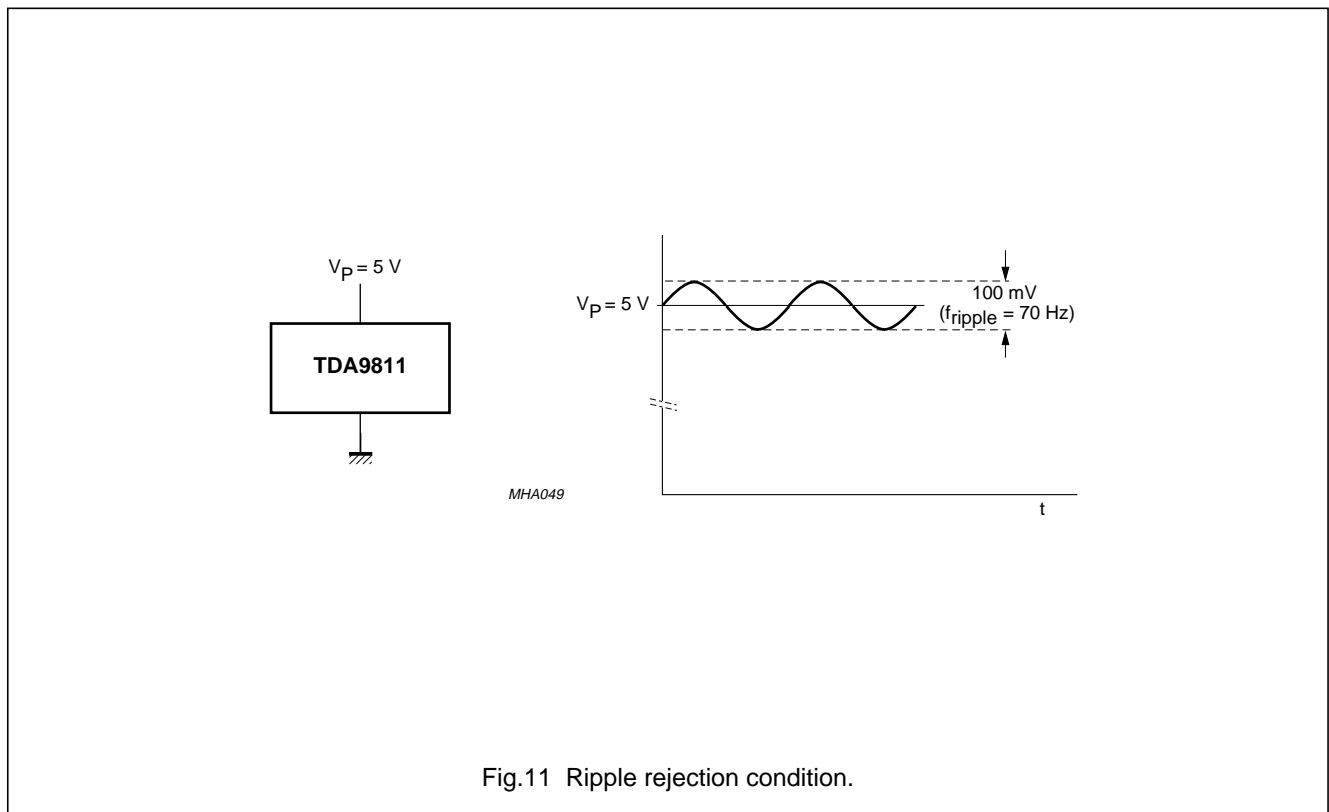 V_P = 5 V
TDA9811
MHA049
V_P = 5 V
100 mV
(f_ripple = 70 Hz)
t
Fig.11 Ripple rejection condition.